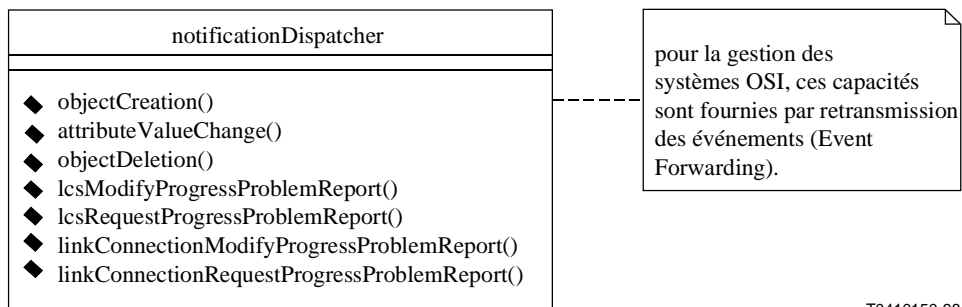 notificationDispatcher
objectCreation()
attributeValueChange()
objectDeletion()
lcsModifyProgressProblemReport()
lcsRequestProgressProblemReport()
linkConnectionModifyProgressProblemReport()
linkConnectionRequestProgressProblemReport()
pour la gestion des
systèmes OSI, ces capacités
sont fournies par retransmission
des événements (Event
Forwarding).